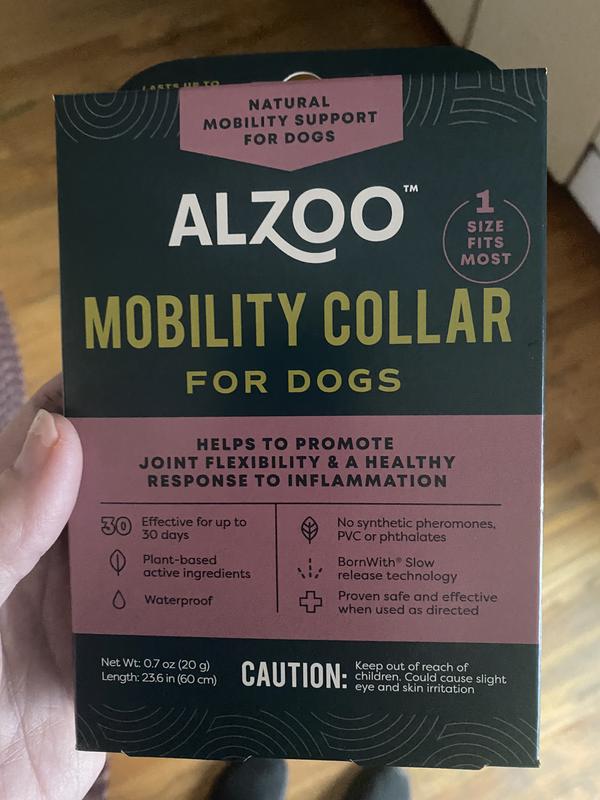 LASTS UP TO
NATURAL
MOBILITY SUPPORT
FOR DOGS
ALZOO™
1
SIZE
FITS
MOST
MOBILITY COLLAR
FOR DOGS
HELPS TO PROMOTE
JOINT FLEXIBILITY & A HEALTHY
RESPONSE TO INFLAMMATION
30 Effective for up to
30 days
Plant-based
active ingredients
Waterproof
No synthetic pheromones,
PVC or phthalates
BornWith® Slow
release technology
Proven safe and effective
when used as directed
Net Wt: 0.7 oz (20 g)
Length: 23.6 in (60 cm)
CAUTION:
Keep out of reach of
children. Could cause slight
eye and skin irritation